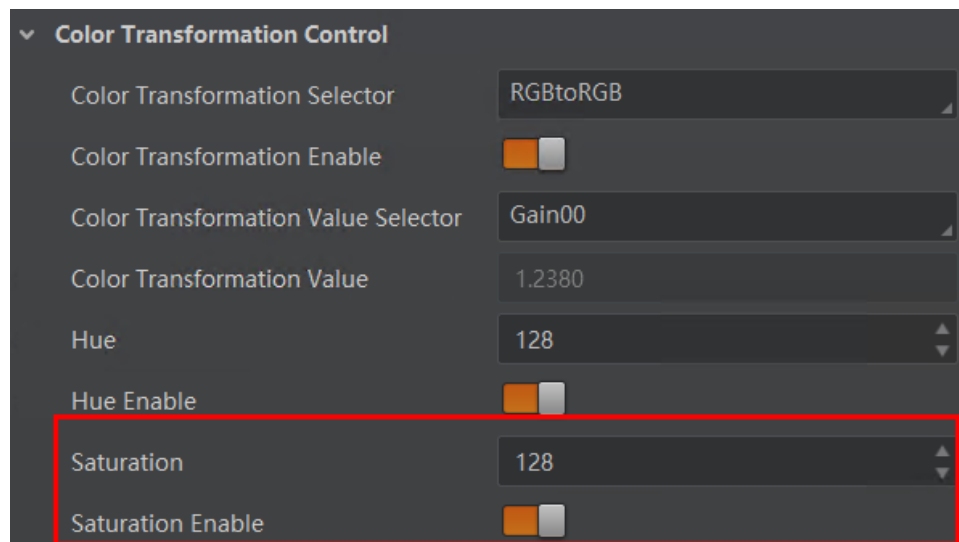 Color Transformation Control
Color Transformation Selector RGBtoRGB
Color Transformation Enable
Color Transformation Value Selector Gain00
Color Transformation Value 1.2380
Hue 128
Hue Enable
Saturation 128
Saturation Enable